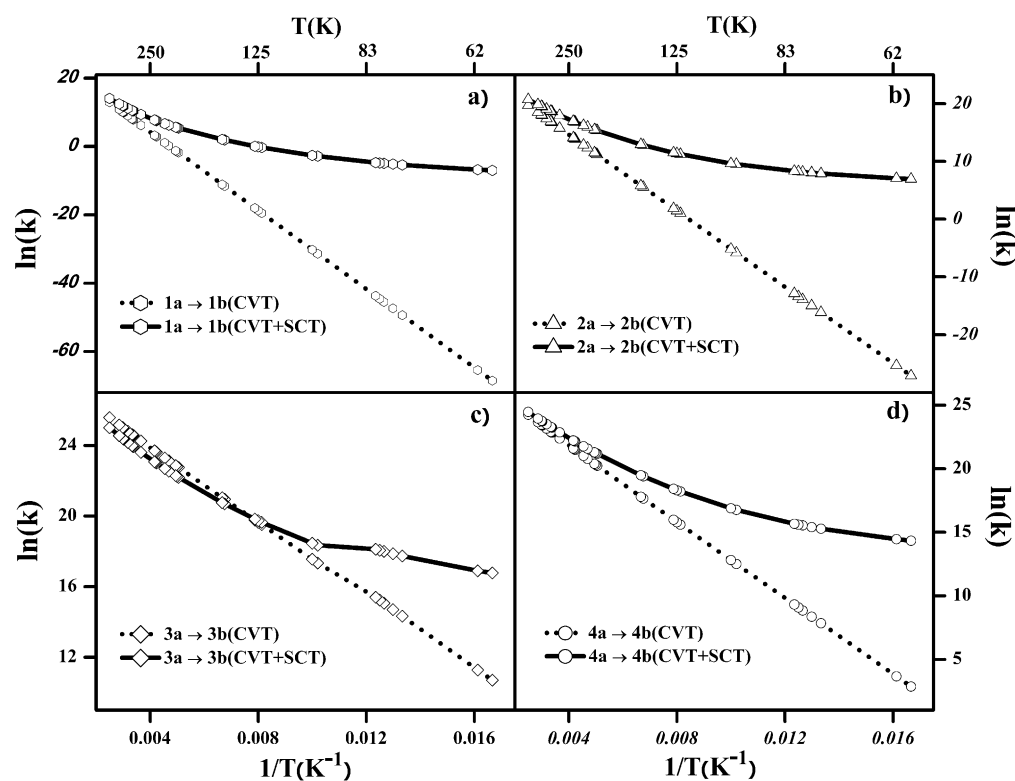 T(K) T(K)
250 125 83 62 250 125 83 62
20 0 -20 -40 -60
ln(k)
a)
1a → 1b(CVT)
1a → 1b(CVT+SCT)
b)
2a → 2b(CVT)
2a → 2b(CVT+SCT)
20 10 0 -10 -20
ln(k)
24 20 16 12
ln(k)
c)
3a → 3b(CVT)
3a → 3b(CVT+SCT)
d)
4a → 4b(CVT)
4a → 4b(CVT+SCT)
25 20 15 10 5
ln(k)
0.004 0.008 0.012 0.016 0.004 0.008 0.012 0.016
1/T(K⁻¹) 1/T(K⁻¹)